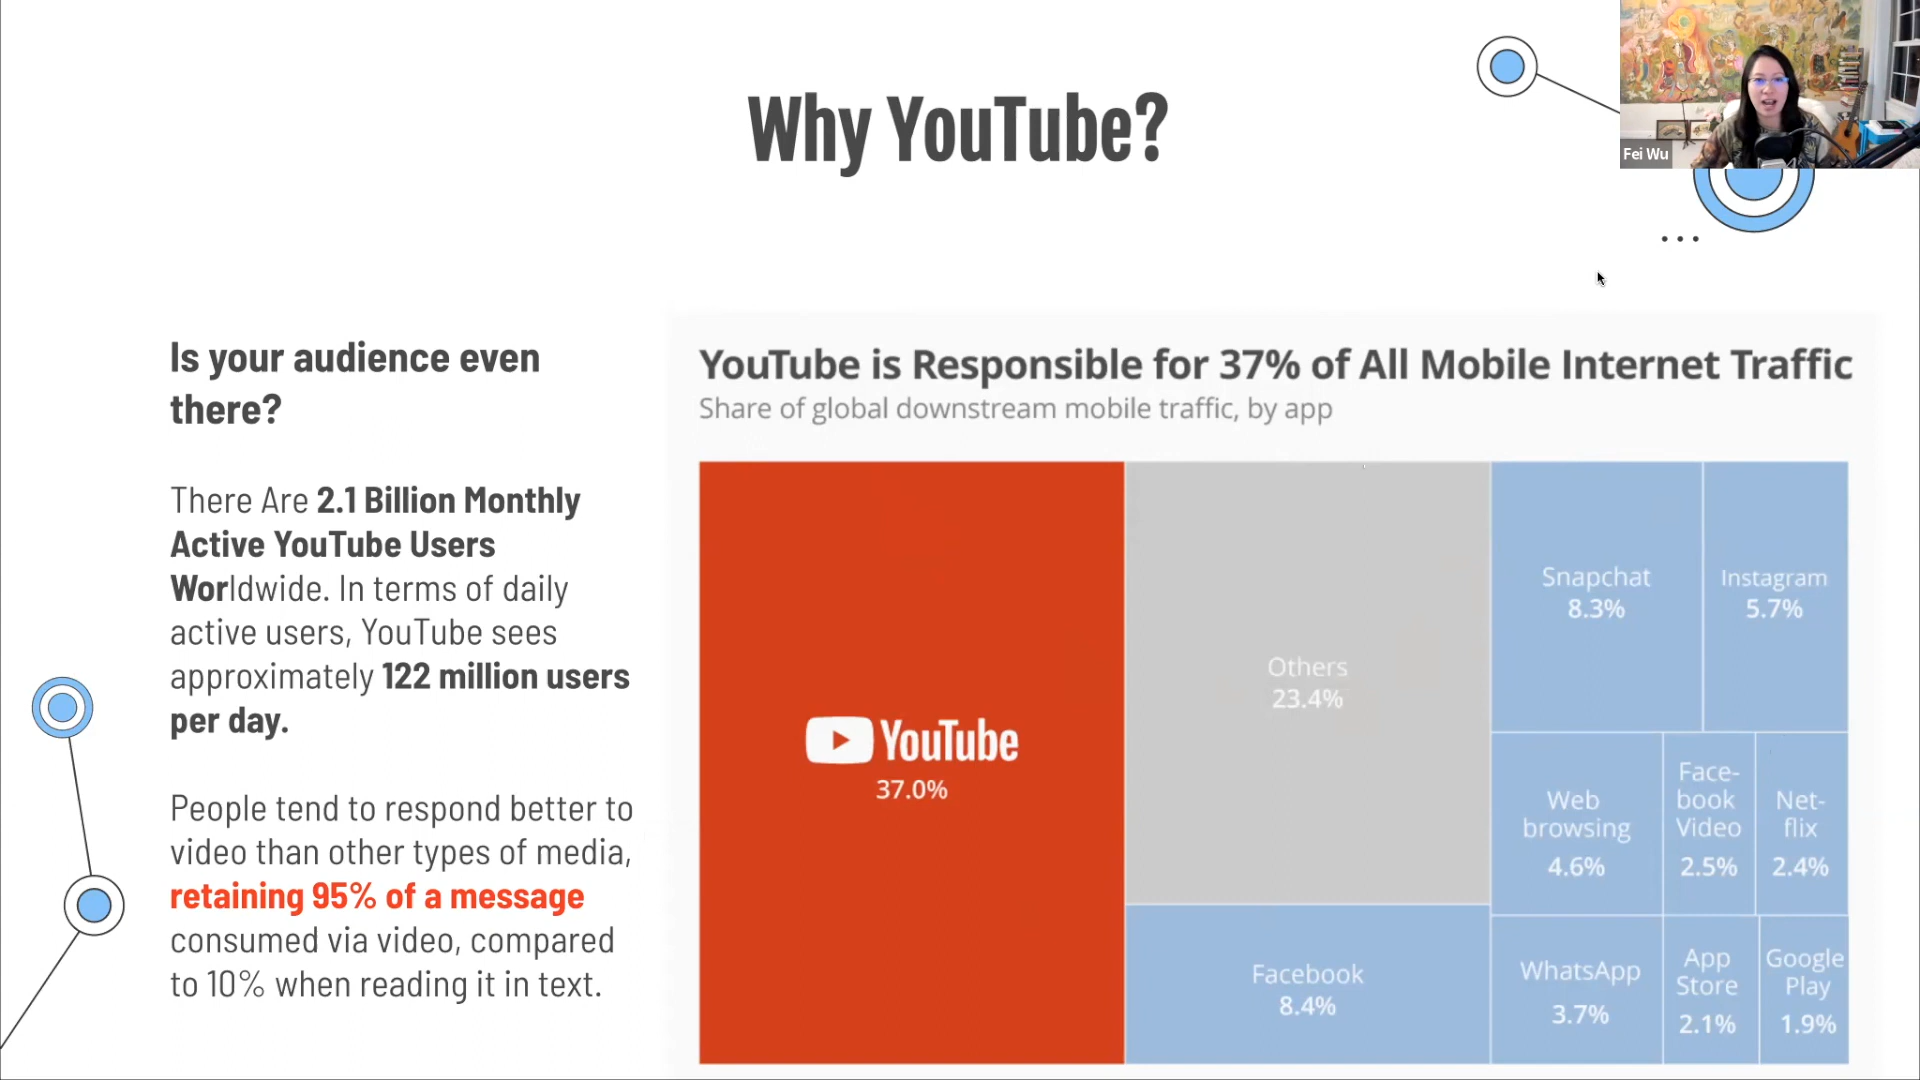 Why YouTube?
Fei Wu
Is your audience even
there?
There Are 2.1 Billion Monthly
Active YouTube Users
Worldwide. In terms of daily
active users, YouTube sees
approximately 122 million users
per day.
People tend to respond better to
video than other types of media,
retaining 95% of a message
consumed via video, compared
to 10% when reading it in text.
YouTube is Responsible for 37% of All Mobile Internet Traffic
Share of global downstream mobile traffic, by app
YouTube
37.0%
Others
23.4%
Facebook
8.4%
Snapchat
8.3%
Instagram
5.7%
Web
browsing
4.6%
Face-
book
Video
2.5%
Net-
flix
2.4%
WhatsApp
3.7%
App
Store
2.1%
Google
Play
1.9%